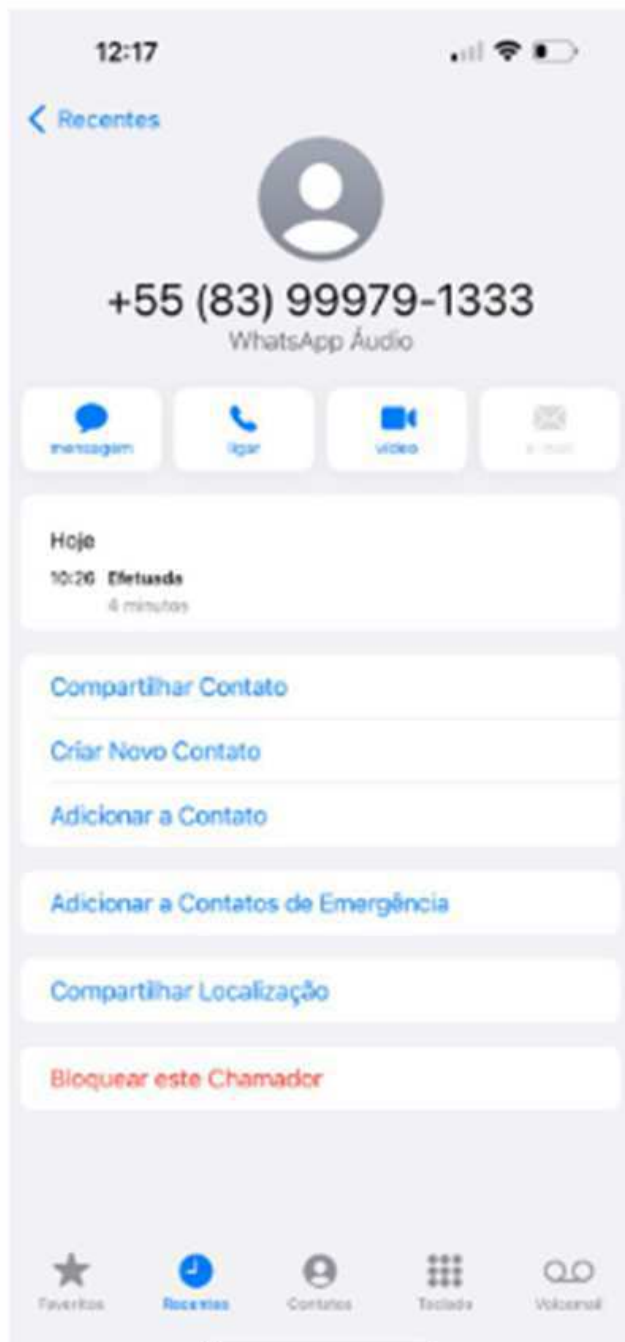 12:17
Recentes
+55 (83) 99979-1333
WhatsApp Áudio
mensagem ligar vídeo e-mail
Hoje
10:26 Efetuada
4 minutos
Compartilhar Contato
Criar Novo Contato
Adicionar a Contato
Adicionar a Contatos de Emergência
Compartilhar Localização
Bloquear este Chamador
Favoritos Recentes Contatos Teclado Voicemail